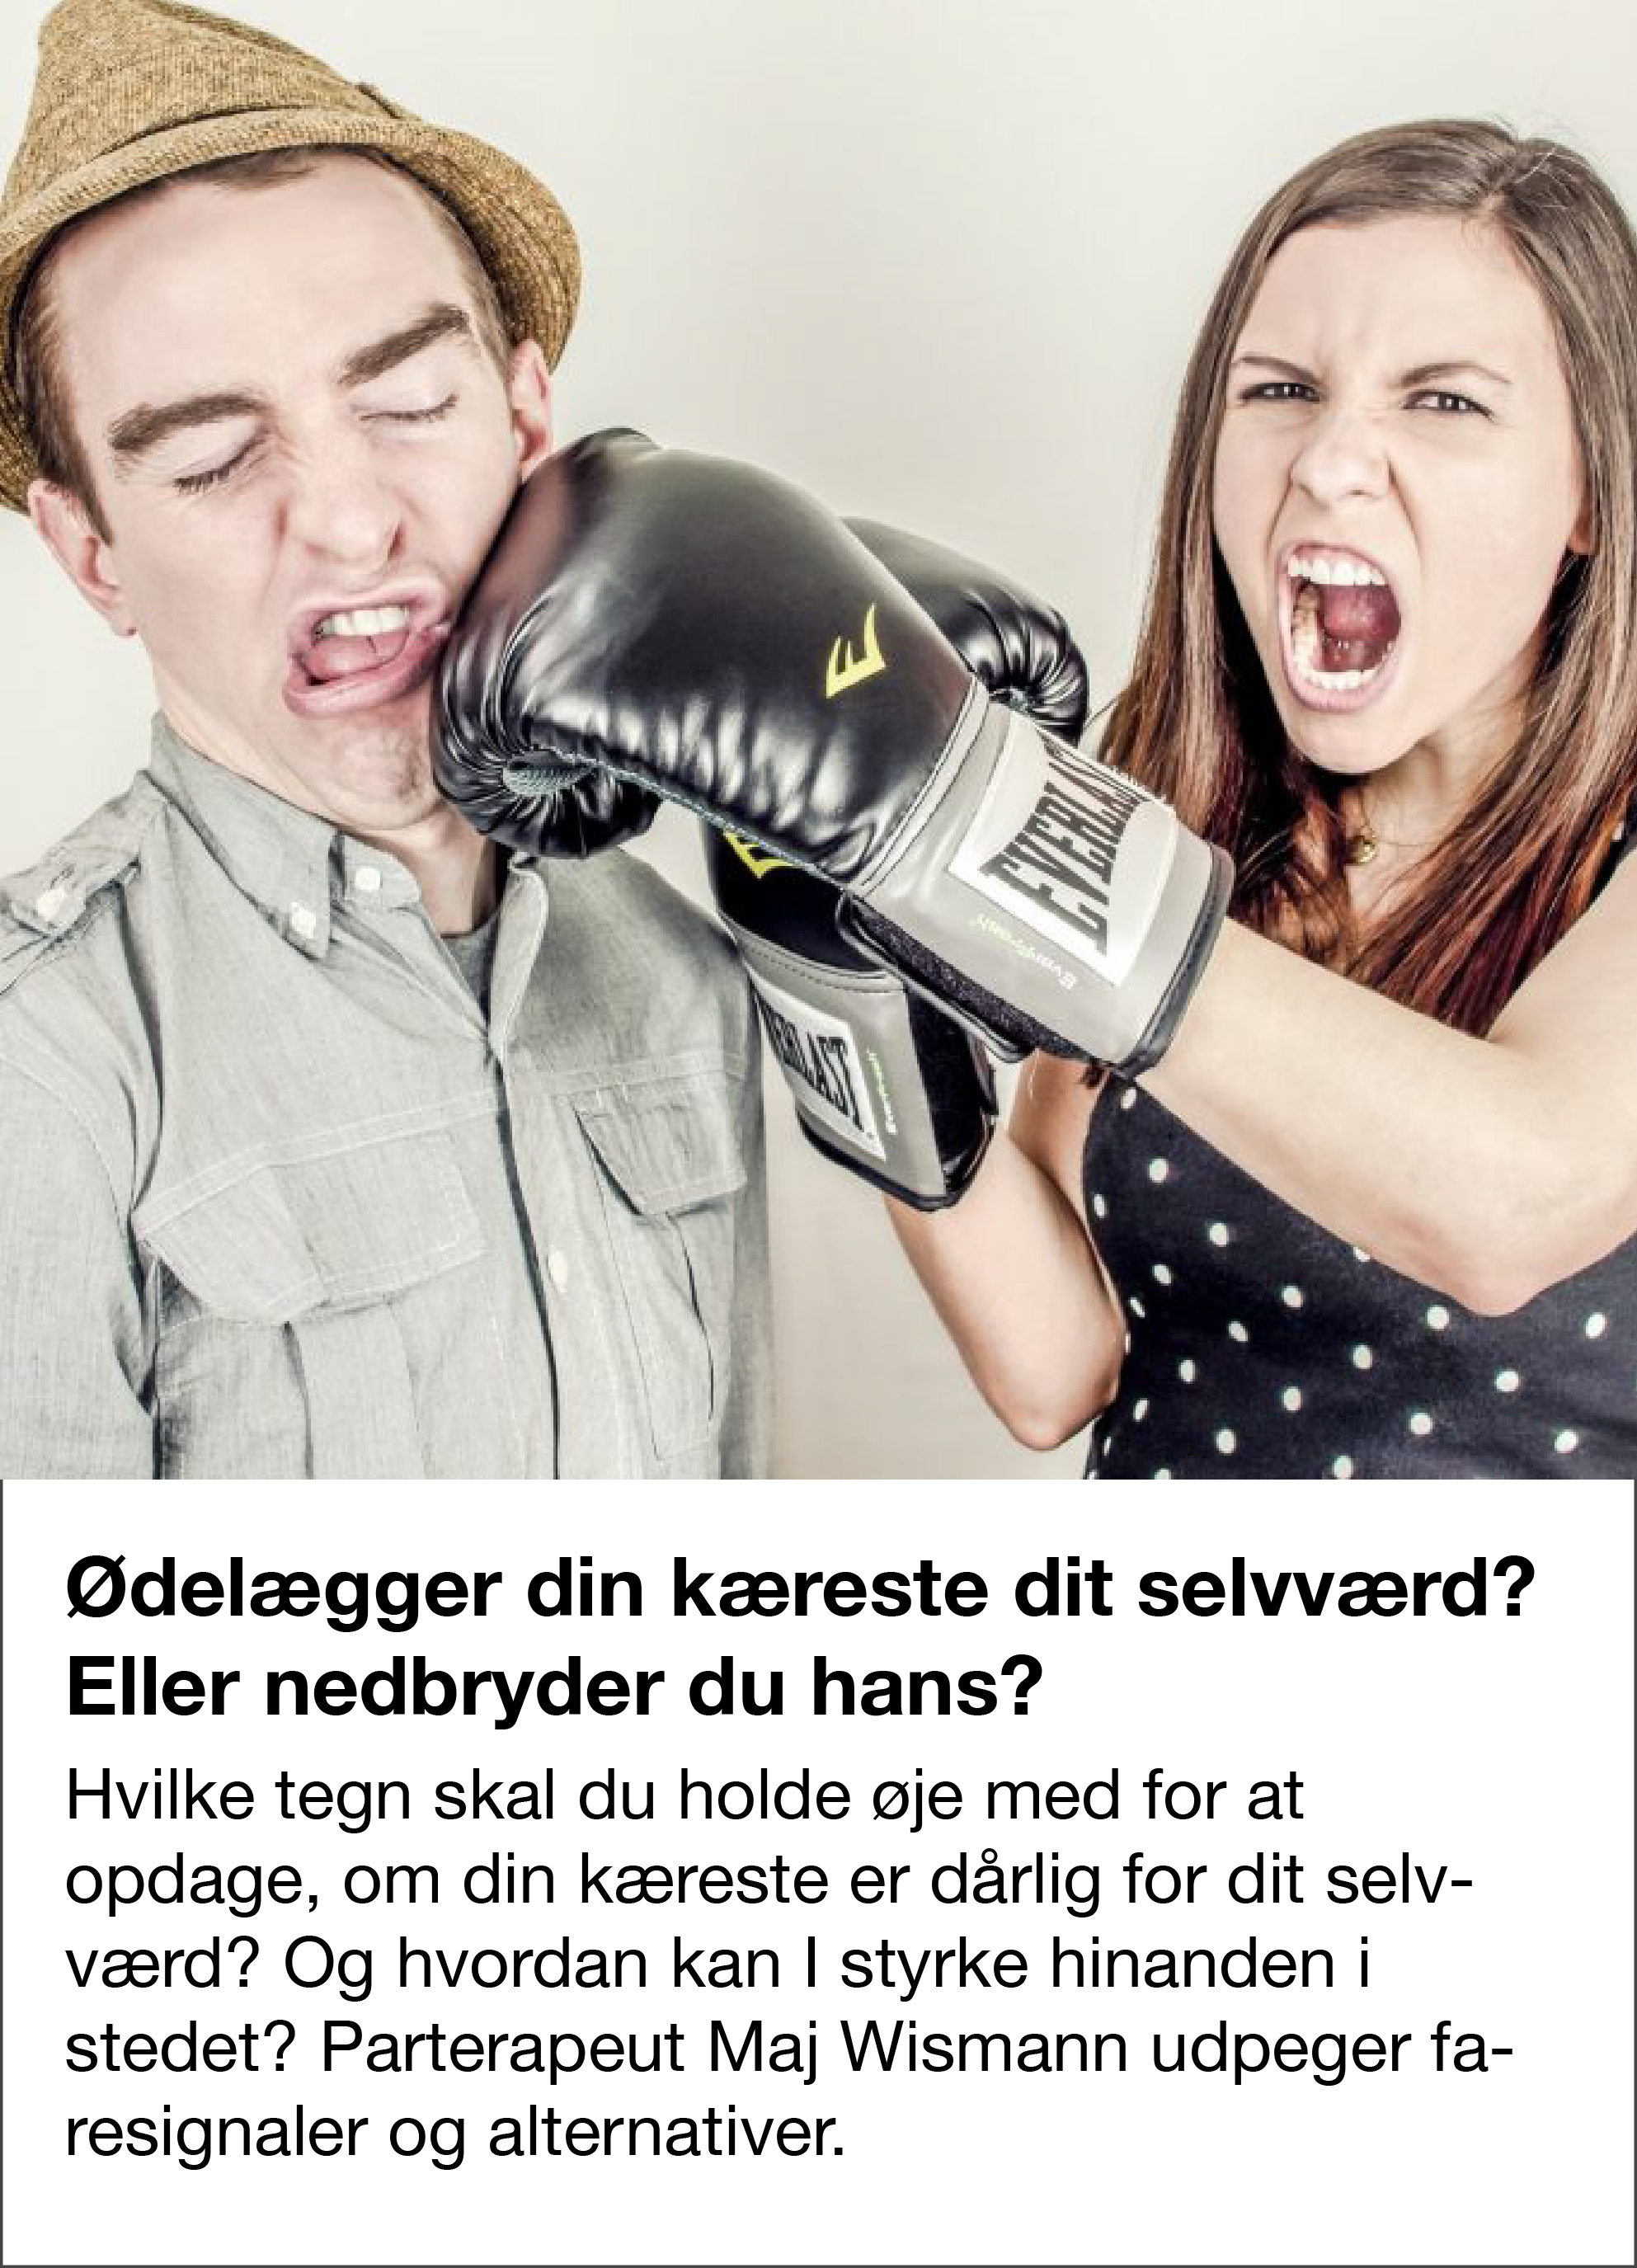 E
EVERLAST
EverFresh
E
ERLAST
Ødelægger din kæreste dit selvværd?
Eller nedbryder du hans?
Hvilke tegn skal du holde øje med for at
opdage, om din kæreste er dårlig for dit selv-
værd? Og hvordan kan I styrke hinanden i
stedet? Parterapeut Maj Wismann udpeger fa-
resignaler og alternativer.